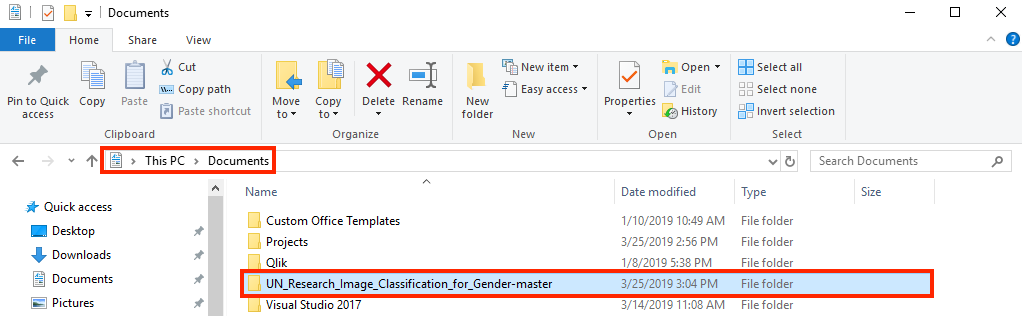 Documents
File Home Share View
Pin to Quick access
Copy
Paste
Cut
Copy path
Paste shortcut
Clipboard
Move to
Copy to
Delete
Rename
Organize
New folder
New item
Easy access
New
Properties
Open
Edit
History
Open
Select all
Select none
Invert selection
Select
This PC > Documents
Search Documents
Name Date modified Type Size
Quick access
Desktop
Downloads
Documents
Pictures
Custom Office Templates 1/10/2019 10:49 AM File folder
Projects 3/25/2019 2:56 PM File folder
Qlik 1/8/2019 5:38 PM File folder
UN_Research_Image_Classification_for_Gender-master 3/25/2019 3:04 PM File folder
Visual Studio 2017 3/14/2019 11:08 AM File folder